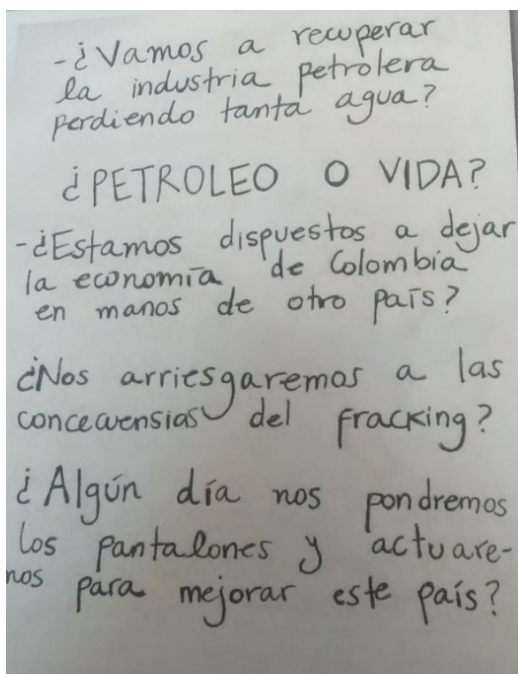 -¿Vamos a recuperar
la industria petrolera
perdiendo tanta agua?
¿PETROLEO O VIDA?
-¿Estamos dispuestos a dejar
la economía de Colombia
en manos de otro país?
¿Nos arriesgaremos a las
concecuensias del fracking?
¿Algún día nos pondremos
los pantalones y actuare-
mos para mejorar este país?